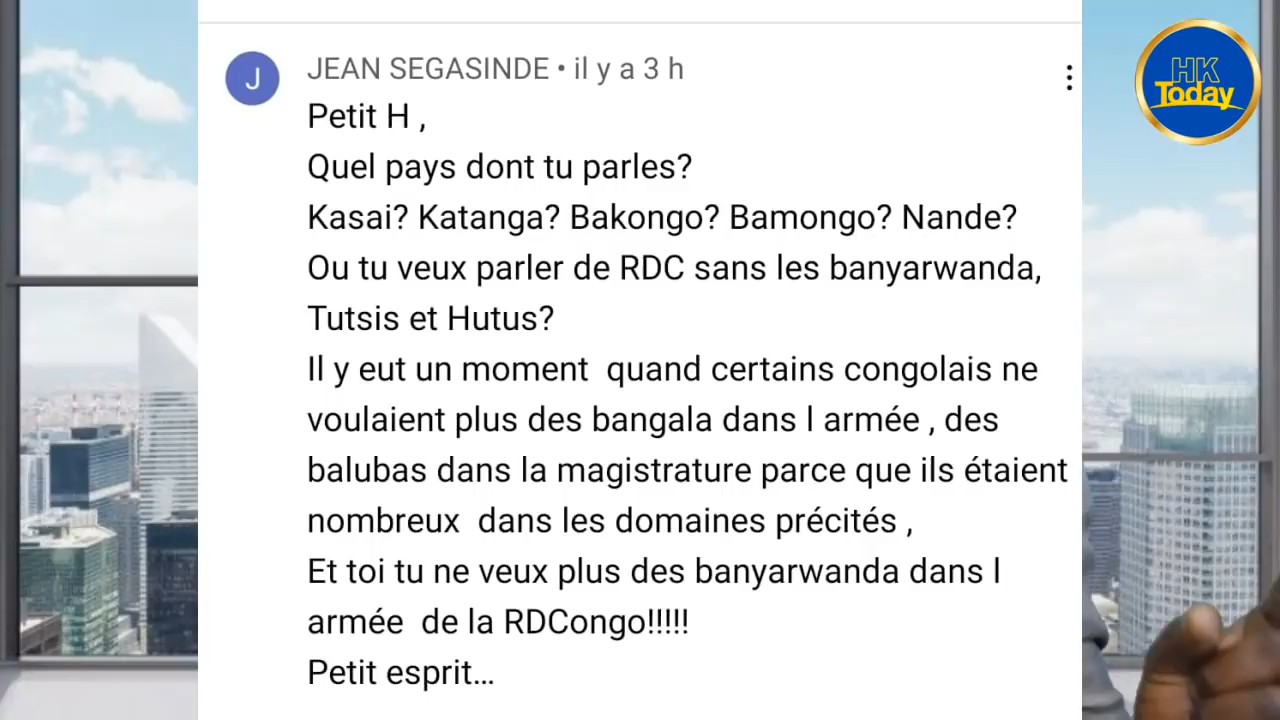 JEAN SEGASINDE • il y a 3 h
J
Petit H ,
Quel pays dont tu parles?
Kasai? Katanga? Bakongo? Bamongo? Nande?
Ou tu veux parler de RDC sans les banyarwanda,
Tutsis et Hutus?
Il y eut un moment  quand certains congolais ne
voulaient plus des bangala dans l armée , des
balubas dans la magistrature parce que ils étaient
nombreux  dans les domaines précités ,
Et toi tu ne veux plus des banyarwanda dans l
armée  de la RDCongo!!!!!
Petit esprit...
HK
Today